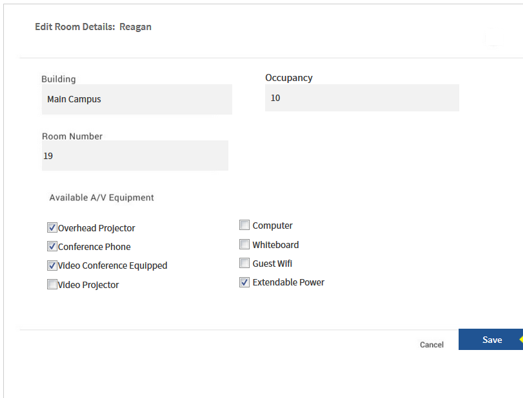 Edit Room Details: Reagan
Building
Occupancy
Main Campus
10
Room Number
19
Available A/V Equipment
Overhead Projector
Computer
Conference Phone
Whiteboard
Video Conference Equipped
Guest Wifi
Video Projector
Extendable Power
Cancel
Save